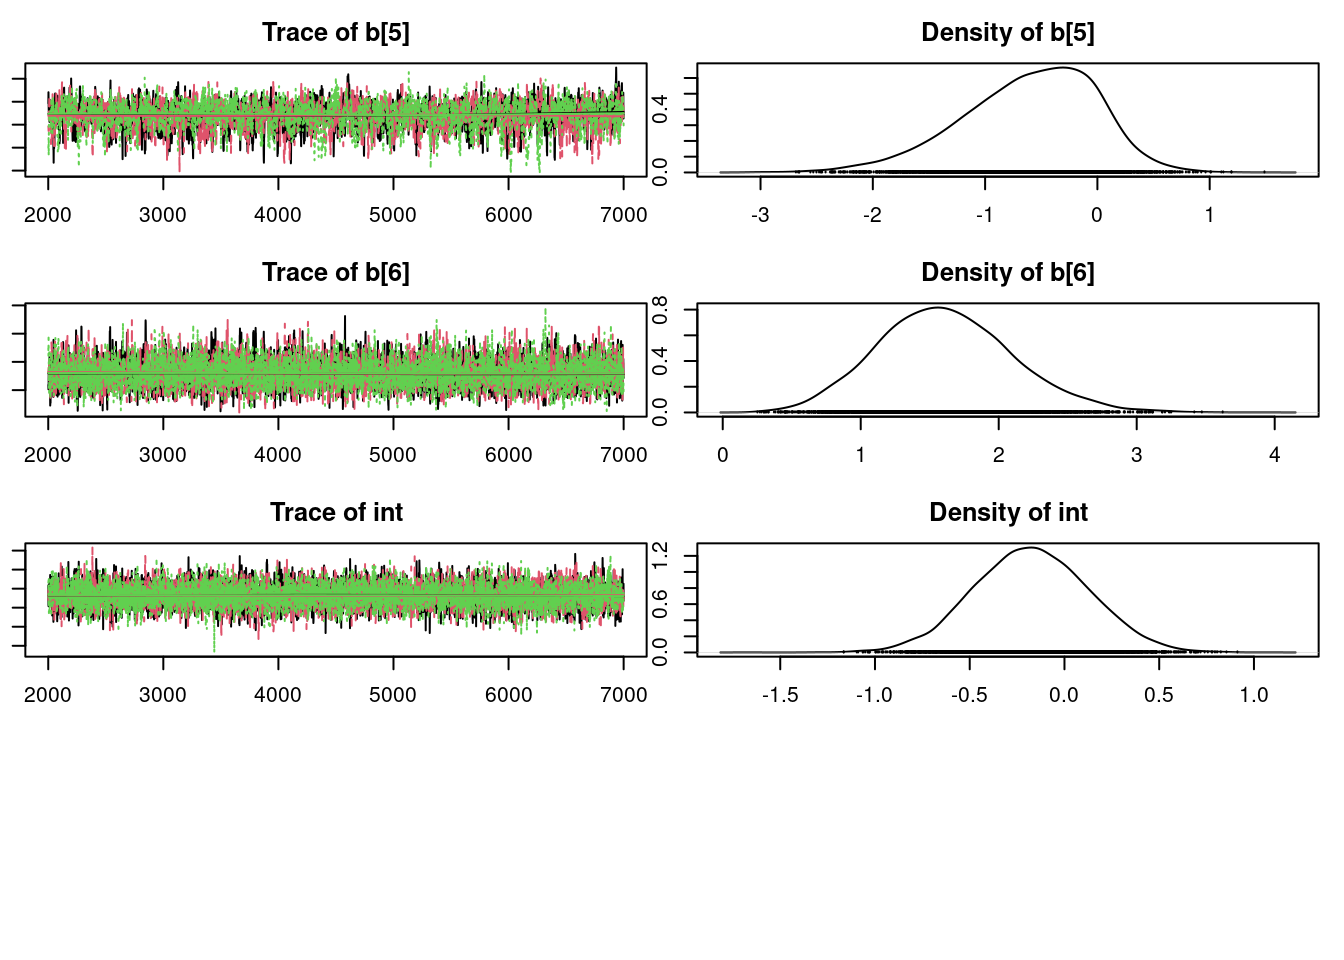 Trace of b[5]
Density of b[5]
0.0 0.4
2000 3000 4000 5000 6000 7000
-3 -2 -1 0 1
Trace of b[6]
Density of b[6]
0.0 0.4 0.8
2000 3000 4000 5000 6000 7000
0 1 2 3 4
Trace of int
Density of int
0.0 0.6 1.2
2000 3000 4000 5000 6000 7000
-1.5 -1.0 -0.5 0.0 0.5 1.0